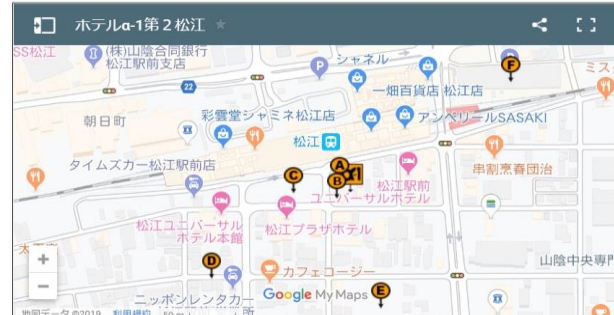 ホテルα-1第２松江
SS松江
(株)山陰合同銀行
松江駅前支店
P
シャネル
F
ミス
22
一畑百貨店 松江店
朝日町
彩雲堂シャミネ松江店
アンペリールSASAKI
松江
タイムズカー松江駅前店
C
A
B
松江駅前
ユニバーサルホテル
串割烹春団治
松江ユニバーサル
ホテル本館
松江プラザホテル
D
カフェコージー
山陰中央専門
+
−
ニッポンレンタカー
Google My Maps
E
地図データ ©2019
利用規約
所